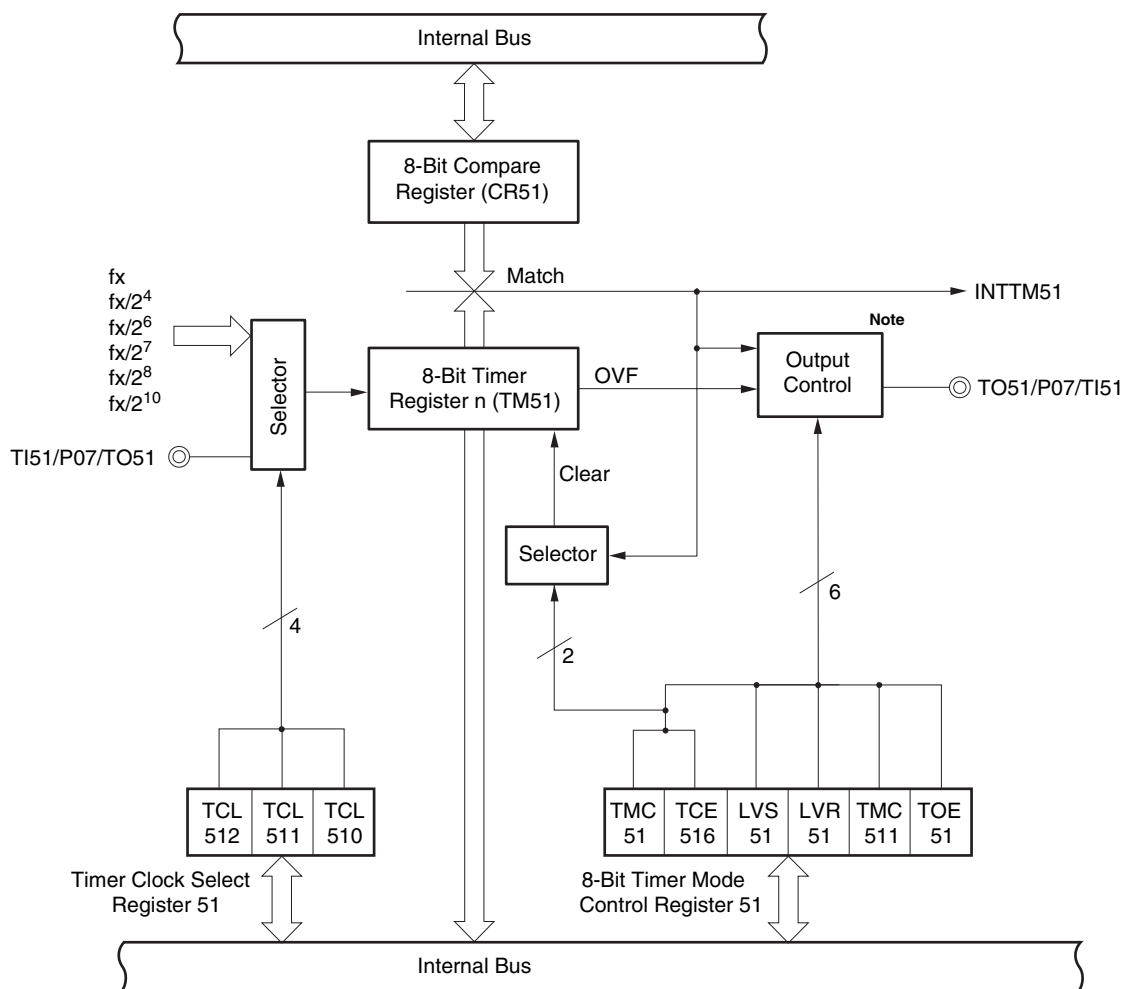 Internal Bus
8-Bit Compare
Register (CR51)
Match
INTTM51
fx
fx/2⁴
fx/2⁶
fx/2⁷
fx/2⁸
fx/2¹⁰
Selector
8-Bit Timer
Register n (TM51)
OVF
Note
Output
Control
TO51/P07/TI51
TI51/P07/TO51
Clear
Selector
4
2
6
TCL
512
TCL
511
TCL
510
TMC
51
TCE
516
LVS
51
LVR
51
TMC
511
TOE
51
Timer Clock Select
Register 51
8-Bit Timer Mode
Control Register 51
Internal Bus